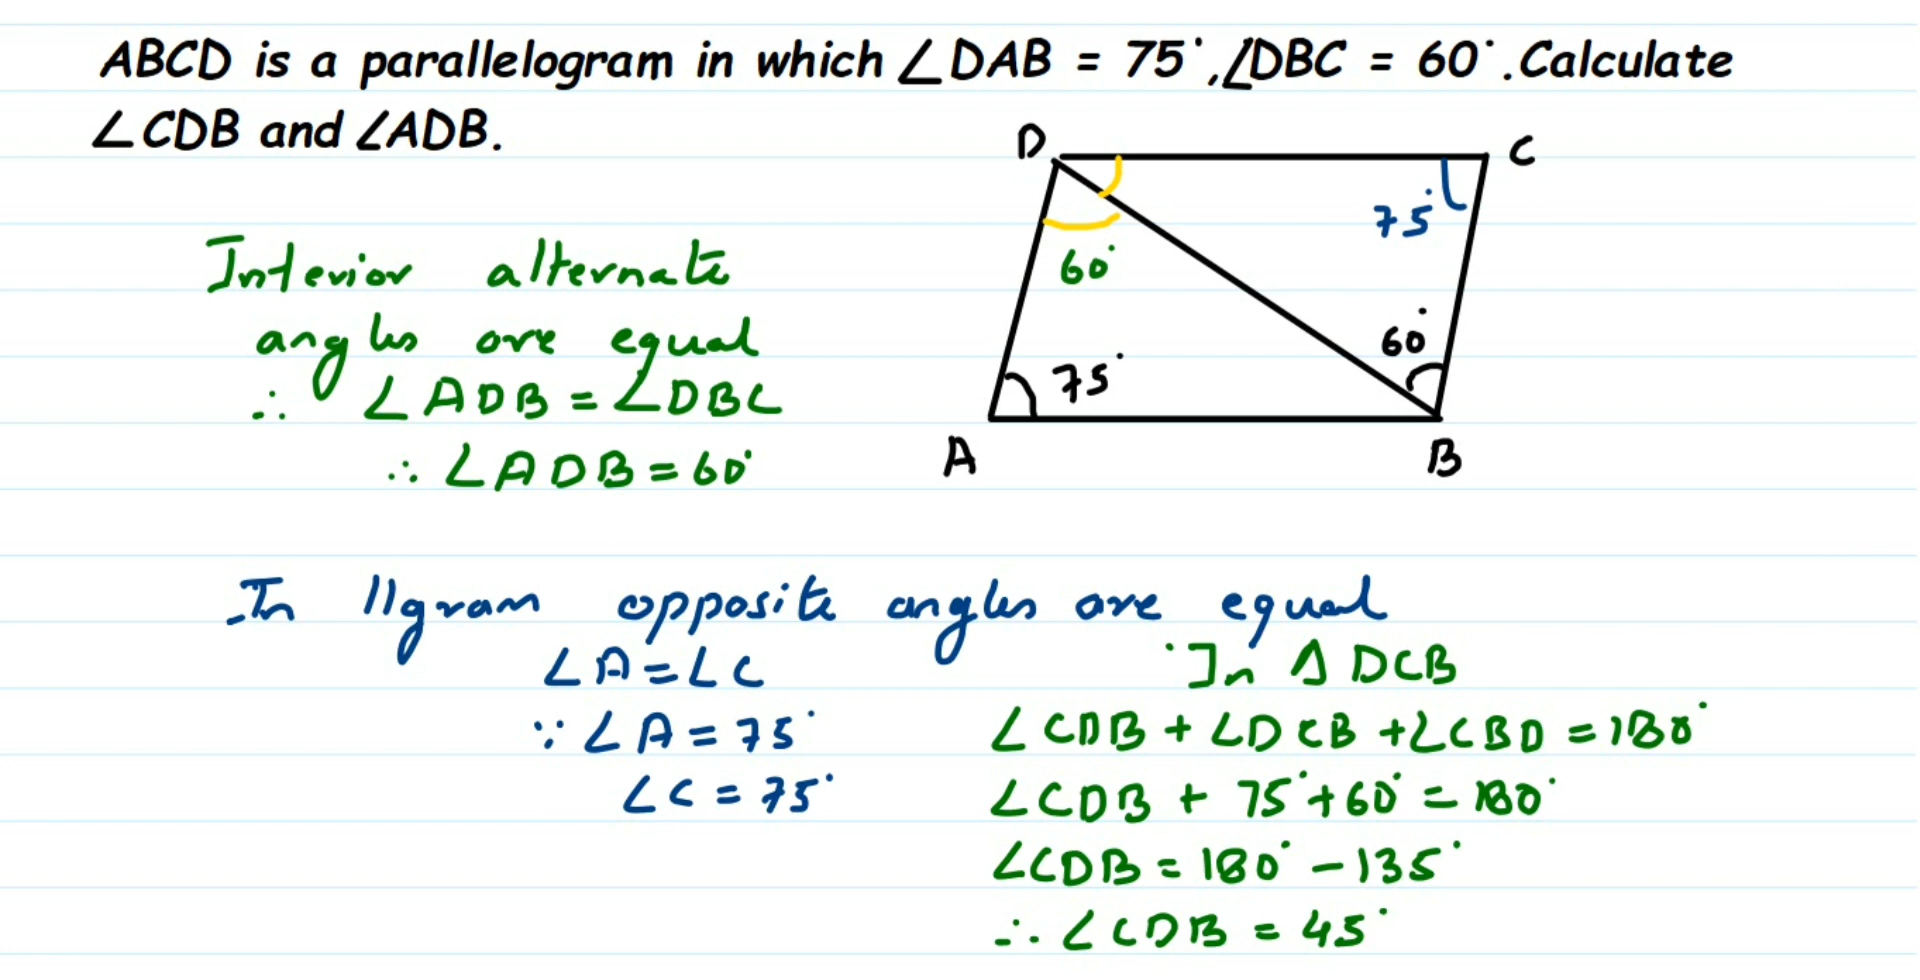 ABCD is a parallelogram in which ∠DAB = 75°,∠DBC = 60°.Calculate
∠CDB and ∠ADB.
D
C
75°
60°
60°
75°
A
B
Interior alternate
angles are equal
∴ ∠ADB = ∠DBC
∴ ∠ADB = 60°
In llgram opposite angles are equal
∠A = ∠C
∵ ∠A = 75°
∠C = 75°
In Δ DCB
∠CDB + ∠DCB + ∠CBD = 180°
∠CDB + 75° + 60° = 180°
∠CDB = 180° - 135°
∴ ∠CDB = 45°